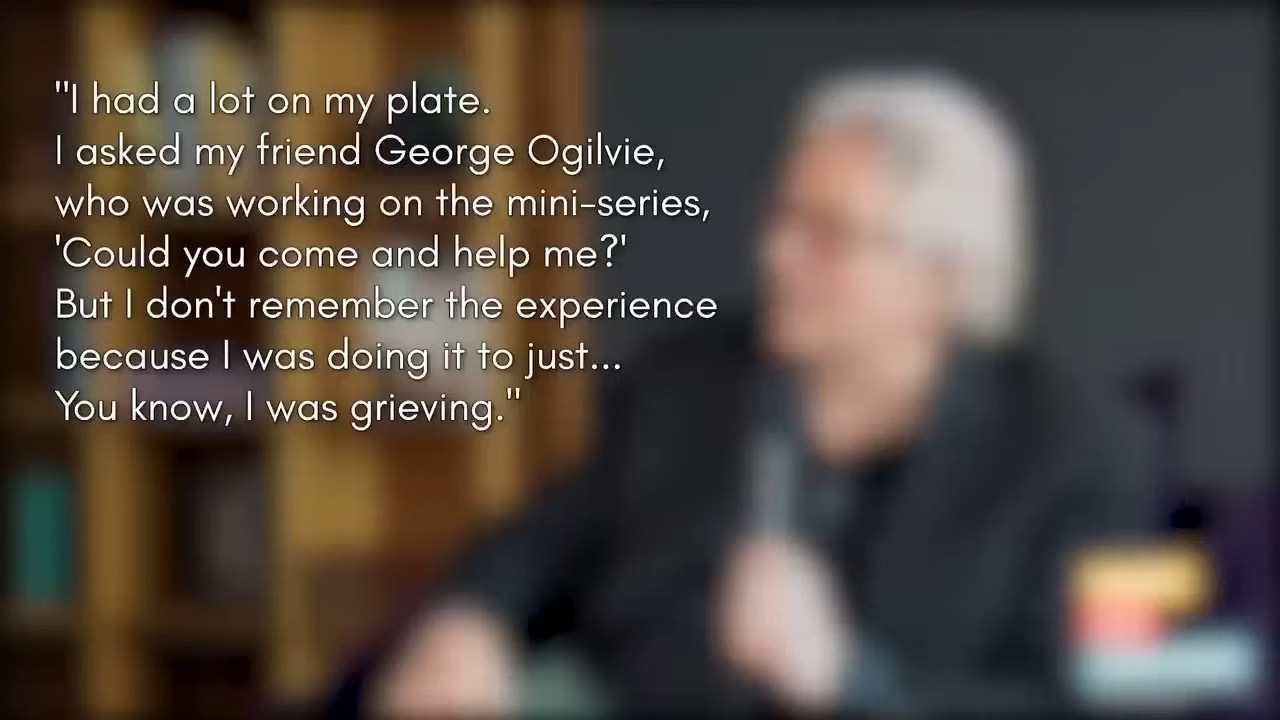 "I had a lot on my plate.
I asked my friend George Ogilvie,
who was working on the mini-series,
'Could you come and help me?'
But I don't remember the experience
because I was doing it to just...
You know, I was grieving."